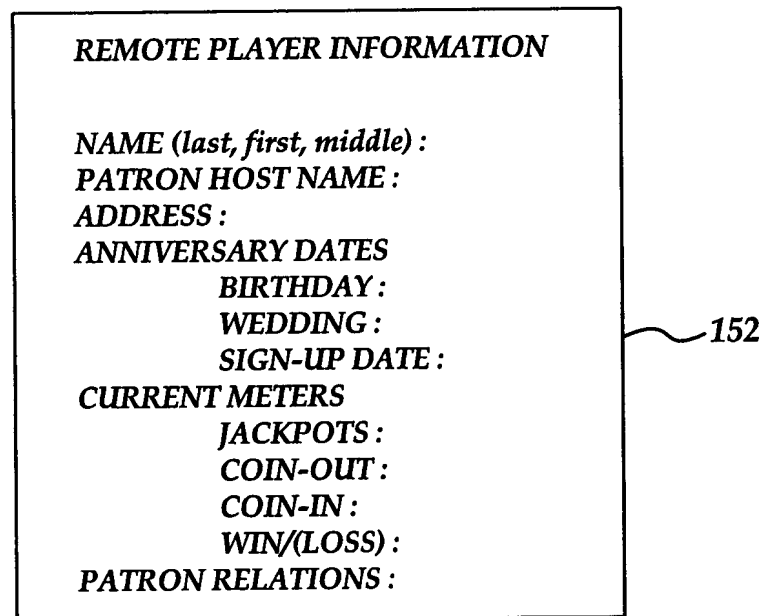 REMOTE PLAYER INFORMATION
NAME (last, first, middle) :
PATRON HOST NAME :
ADDRESS :
ANNIVERSARY DATES
BIRTHDAY :
WEDDING :
SIGN-UP DATE :
152
CURRENT METERS
JACKPOTS :
COIN-OUT :
COIN-IN :
WIN/(LOSS) :
PATRON RELATIONS :